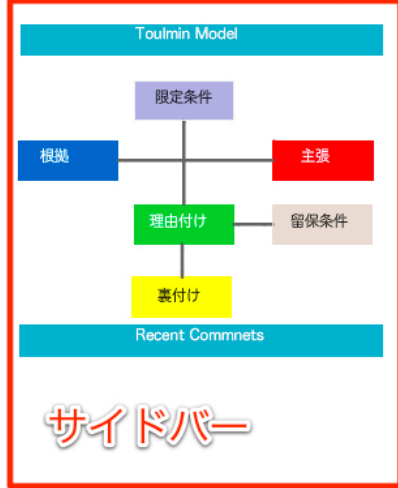 Toulmin Model
限定条件
根拠
主張
理由付け
留保条件
裏付け
Recent Commnets
サイドバー